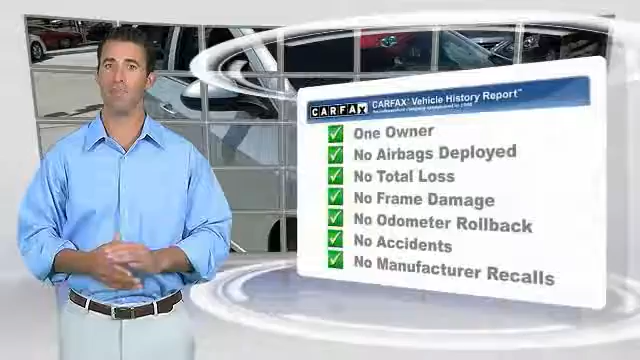 CARFAX CARFAX® Vehicle History Report™
One Owner
No Airbags Deployed
No Total Loss
No Frame Damage
No Odometer Rollback
No Accidents
No Manufacturer Recalls